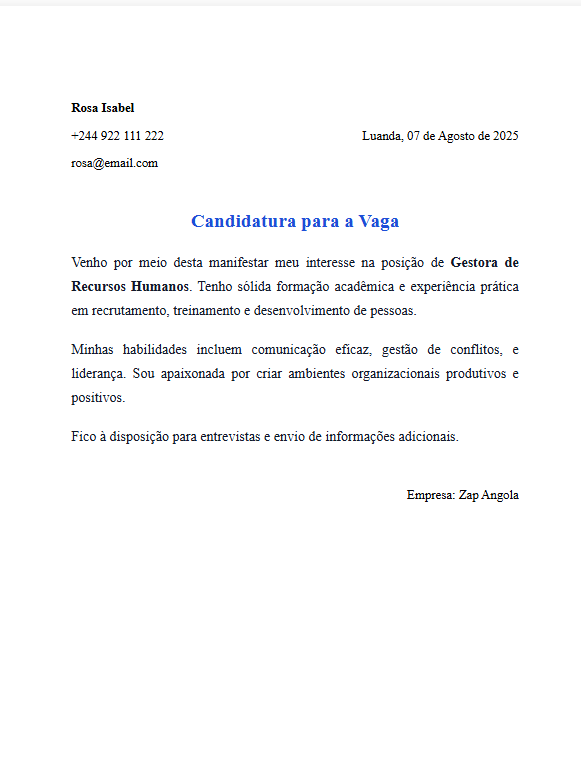 Rosa Isabel
+244 922 111 222
Luanda, 07 de Agosto de 2025
rosa@email.com
Candidatura para a Vaga
Venho por meio desta manifestar meu interesse na posição de Gestora de
Recursos Humanos. Tenho sólida formação acadêmica e experiência prática
em recrutamento, treinamento e desenvolvimento de pessoas.
Minhas habilidades incluem comunicação eficaz, gestão de conflitos, e
liderança. Sou apaixonada por criar ambientes organizacionais produtivos e
positivos.
Fico à disposição para entrevistas e envio de informações adicionais.
Empresa: Zap Angola